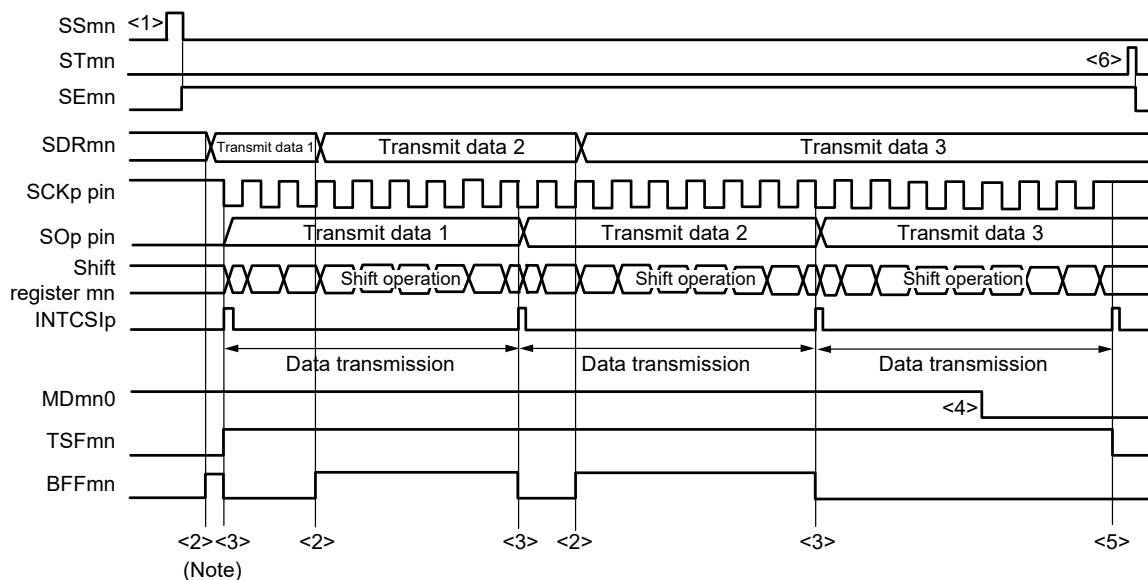 SSmn <1>
STmn <6>
SEmn
SDRmn Transmit data 1 Transmit data 2 Transmit data 3
SCKp pin
SOp pin Transmit data 1 Transmit data 2 Transmit data 3
Shift
register mn Shift operation Shift operation Shift operation
INTCSIp
Data transmission Data transmission Data transmission
MDmn0 <4>
TSFmn
BFFmn
<2> <3> <2> <3> <2> <3> <5>
(Note)